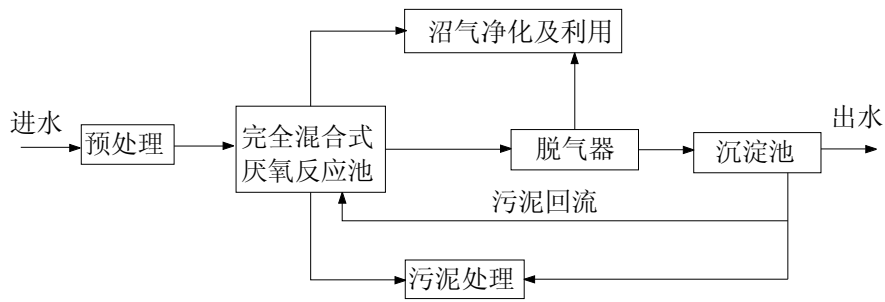 沼气净化及利用
进水
预处理
完全混合式
厌氧反应池
脱气器
沉淀池
出水
污泥回流
污泥处理